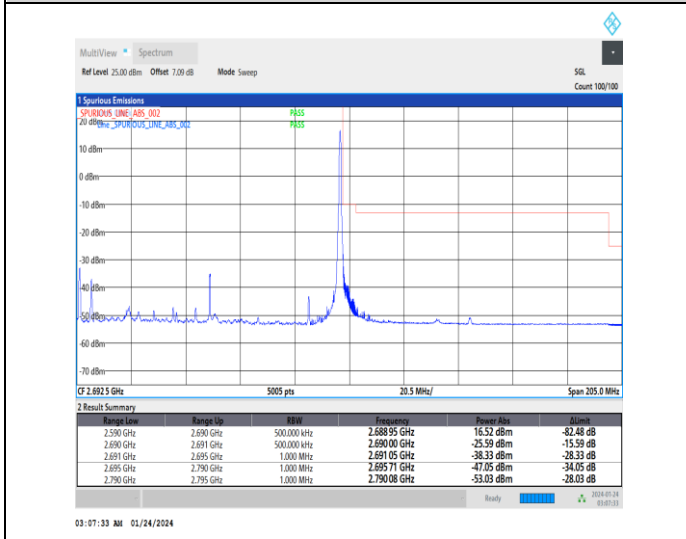 MultiView Spectrum
Ref Level 25.00 dBm Offset 7.09 dB Mode Sweep SGL
Count 100/100
1 Spurious Emissions
SPURIOUS_LINE_ABS_002 PASS
20 dBm
Line _SPURIOUS_LINE_ABS_002 PASS
10 dBm
0 dBm
-10 dBm
-20 dBm
-30 dBm
-40 dBm
-50 dBm
-60 dBm
-70 dBm
CF 2.692 5 GHz 5005 pts 20.5 MHz/ Span 205.0 MHz
2 Result Summary
Range Low Range Up RBW Frequency Power Abs ΔLimit
2.590 GHz 2.690 GHz 500.000 kHz 2.688 95 GHz 16.52 dBm -82.48 dB
2.690 GHz 2.691 GHz 500.000 kHz 2.690 00 GHz -25.59 dBm -15.59 dB
2.691 GHz 2.695 GHz 1.000 MHz 2.691 05 GHz -38.33 dBm -28.33 dB
2.695 GHz 2.790 GHz 1.000 MHz 2.695 71 GHz -47.05 dBm -34.05 dB
2.790 GHz 2.795 GHz 1.000 MHz 2.790 08 GHz -53.03 dBm -28.03 dB
Ready 2024-01-24
03:07:33
03:07:33 AM 01/24/2024